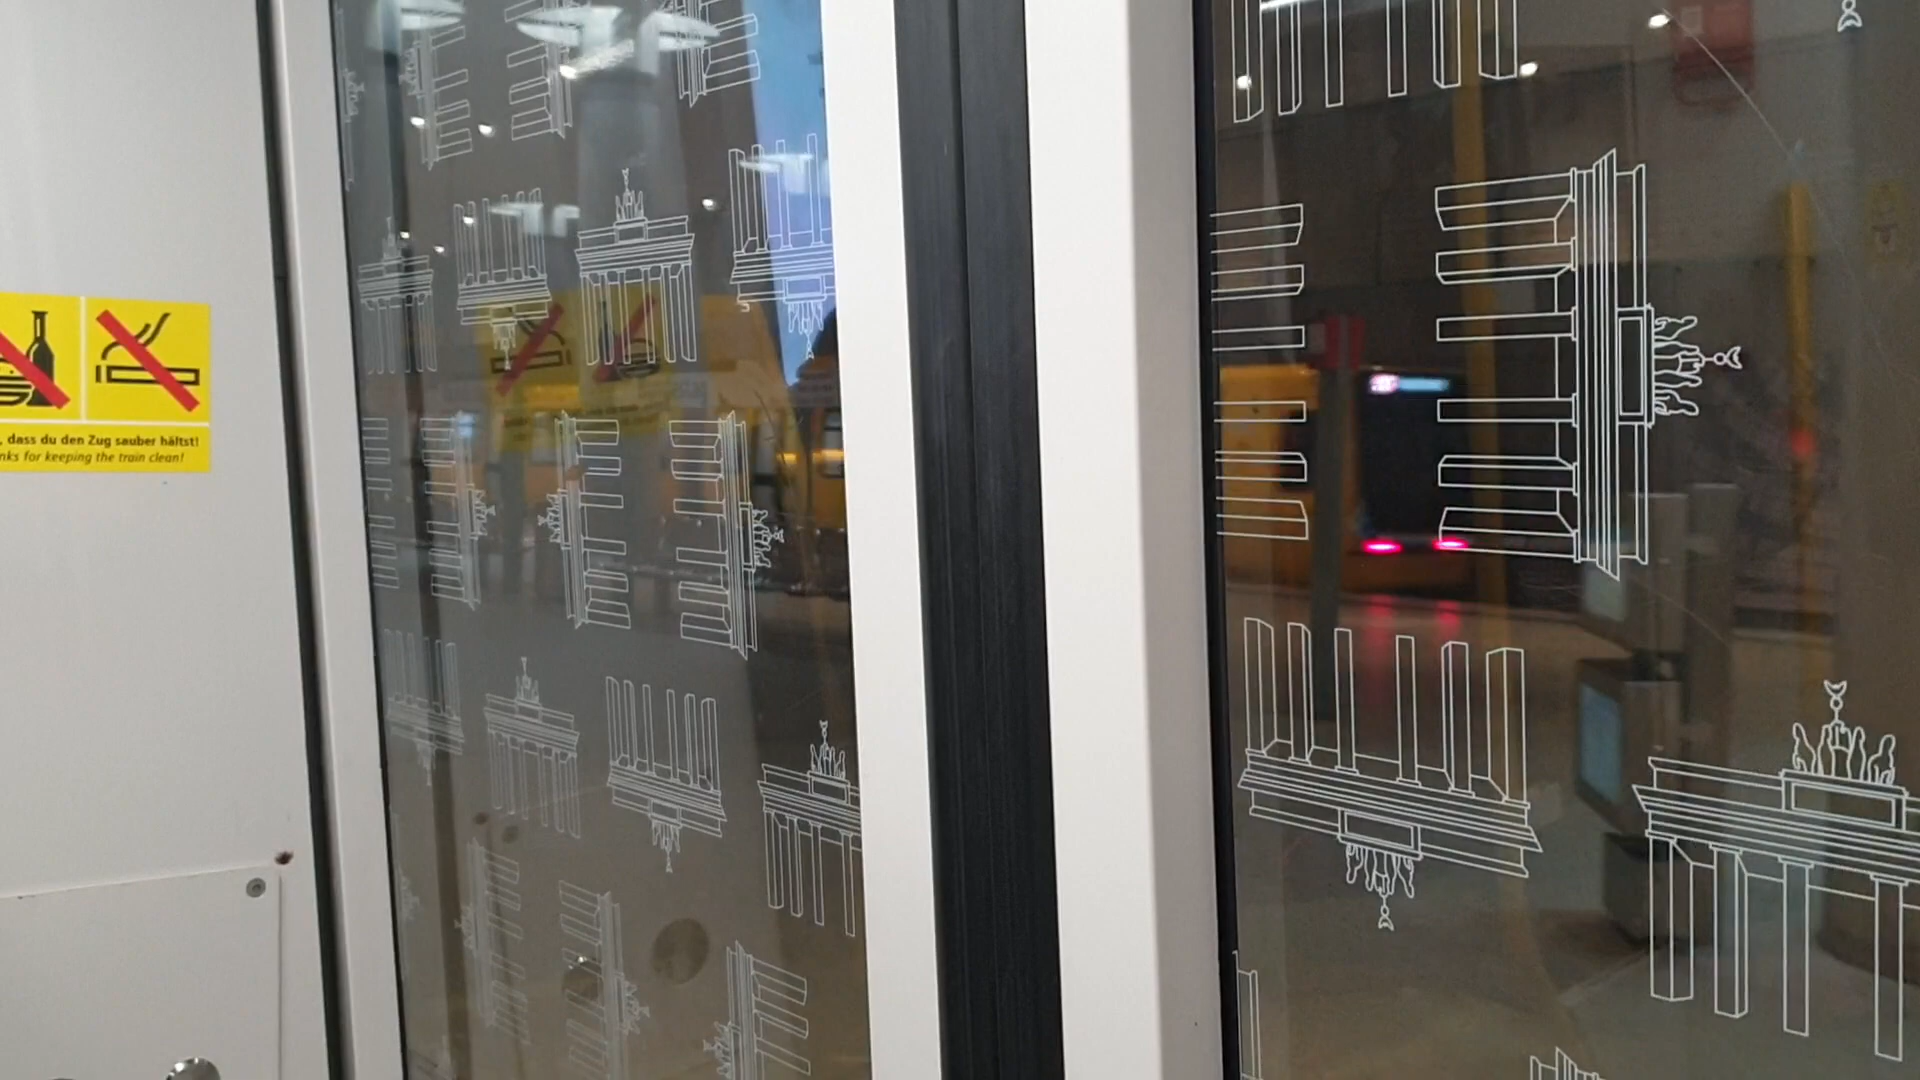 , dass du den Zug sauber hältst!
nks for keeping the train clean!